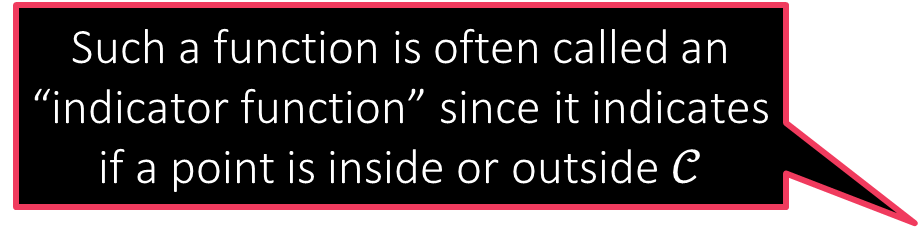 Such a function is often called an
“indicator function” since it indicates
if a point is inside or outside 𝒞